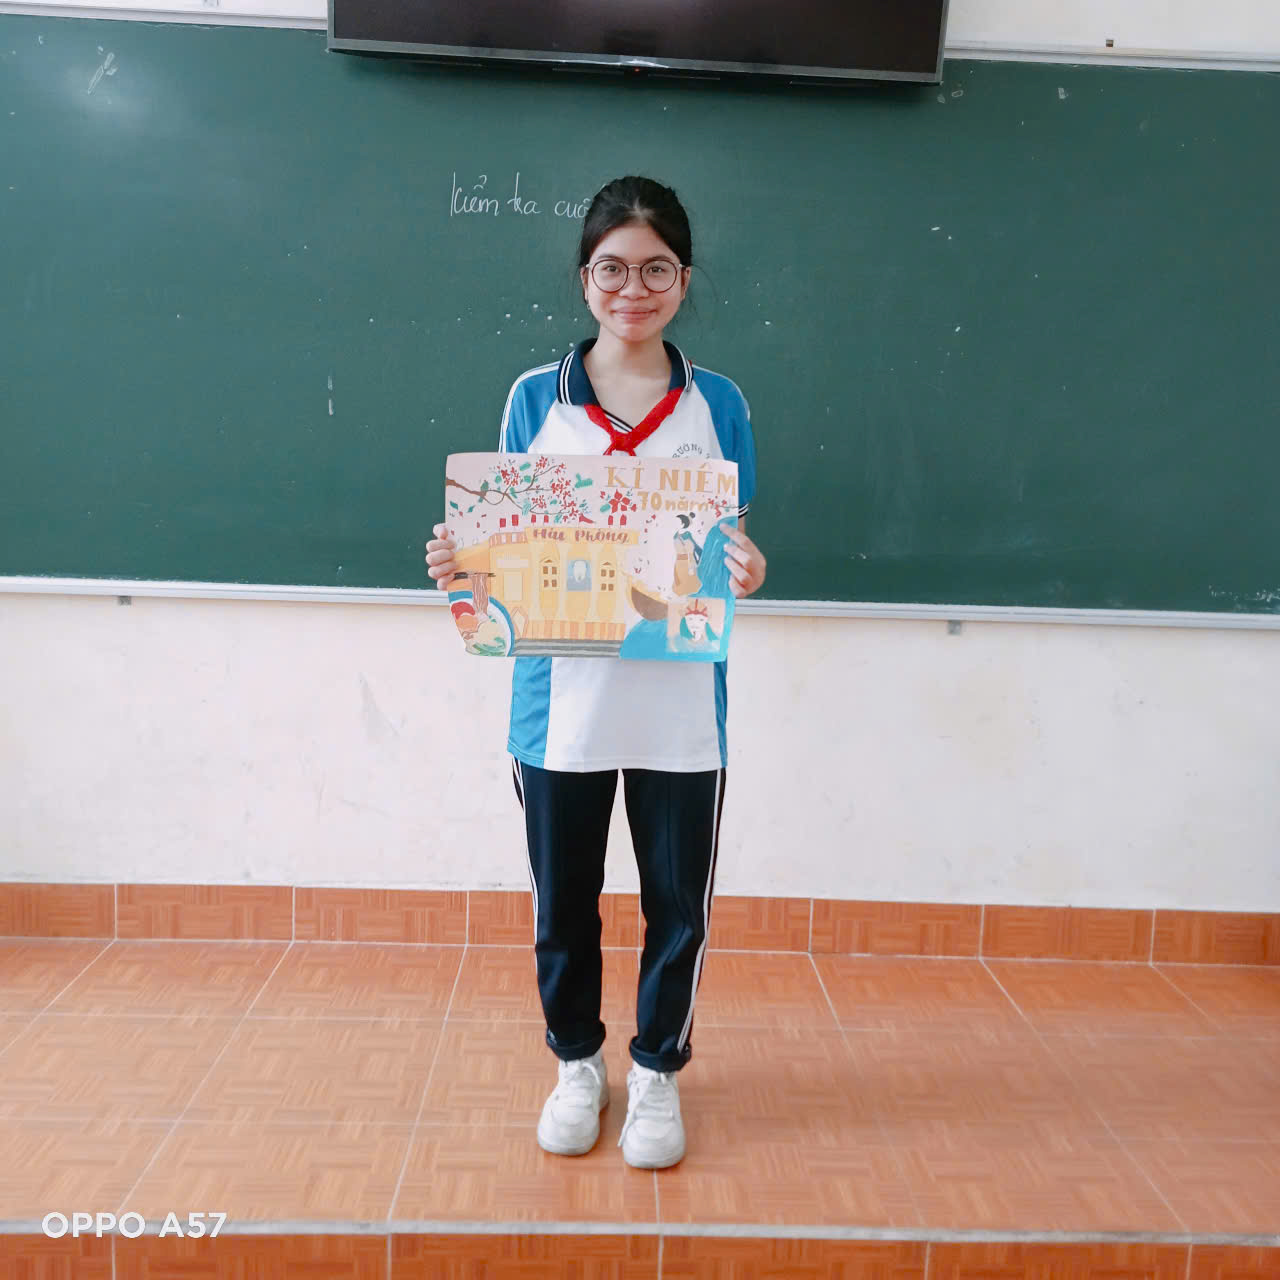 kiểm tra cuố
KỈ NIỆM
70 năm
Hải Phòng
OPPO A57